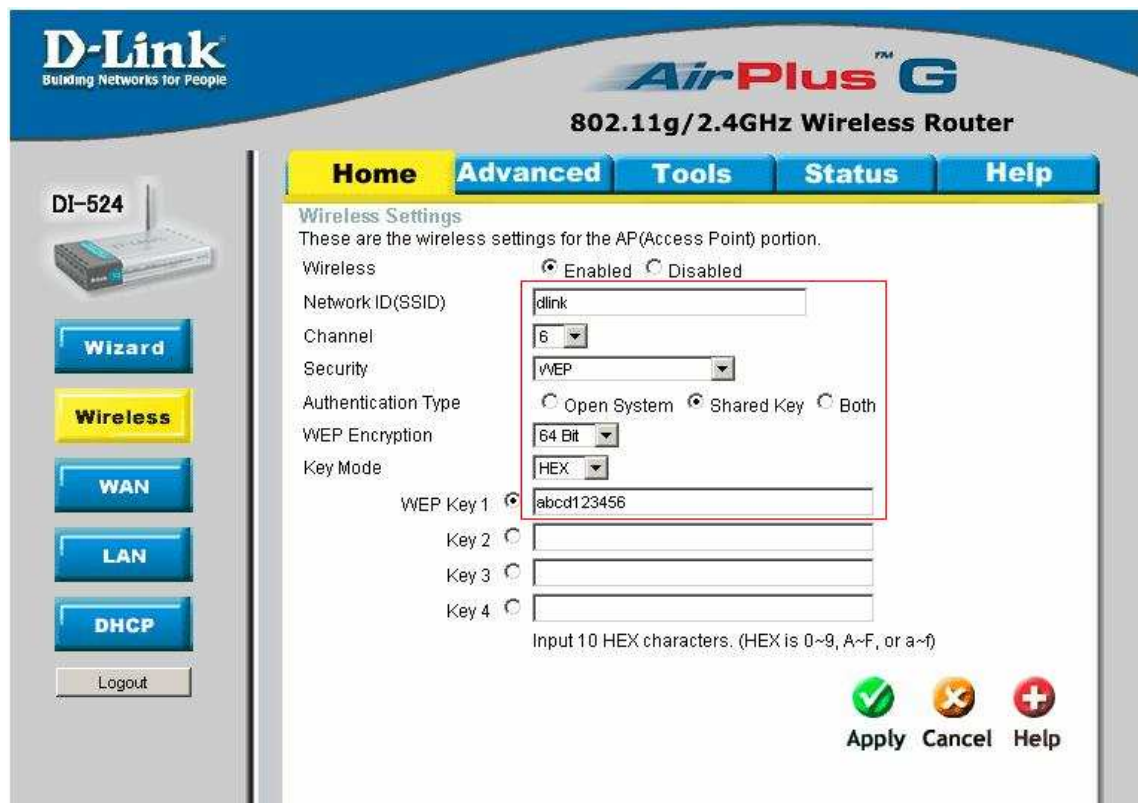 D-Link
Building Networks for People
AirPlus G
TM
802.11g/2.4GHz Wireless Router
Home Advanced Tools Status Help
DI-524
Wizard
Wireless
WAN
LAN
DHCP
Logout
Wireless Settings
These are the wireless settings for the AP(Access Point) portion.
Wireless Enabled Disabled
Network ID(SSID) dlink
Channel 6
Security WEP
Authentication Type Open System Shared Key Both
WEP Encryption 64 Bit
Key Mode HEX
WEP Key 1 abcd123456
Key 2
Key 3
Key 4
Input 10 HEX characters. (HEX is 0~9, A~F, or a~f)
Apply Cancel Help